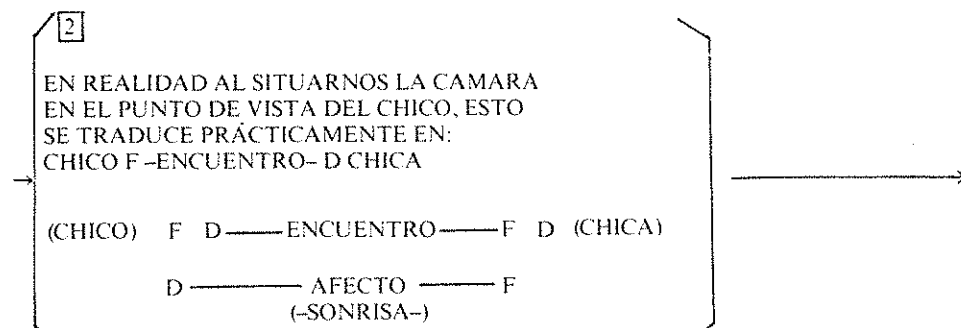 2
EN REALIDAD AL SITUARNOS LA CAMARA
EN EL PUNTO DE VISTA DEL CHICO, ESTO
SE TRADUCE PRÁCTICAMENTE EN:
CHICO F –ENCUENTRO– D CHICA
(CHICO) F D——ENCUENTRO——F D (CHICA)
D —— AFECTO —— F
(–SONRISA–)